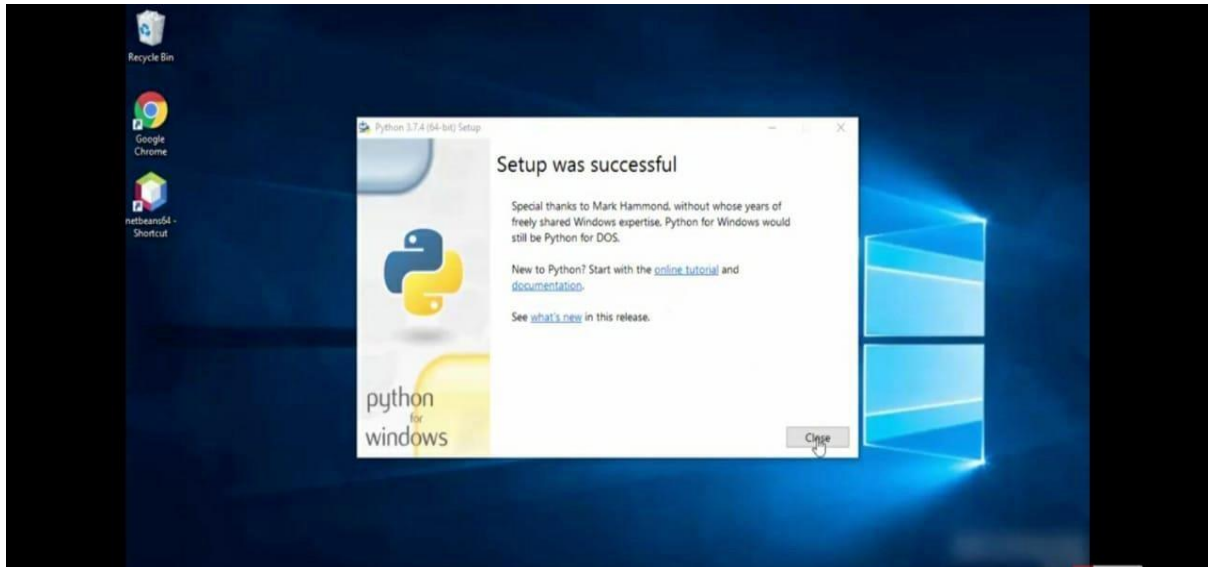 Recycle Bin
Google
Chrome
netbeans64 -
Shortcut
Python 3.7.4 (64-bit) Setup
Setup was successful
Special thanks to Mark Hammond, without whose years of
freely shared Windows expertise, Python for Windows would
still be Python for DOS.
New to Python? Start with the online tutorial and
documentation.
See what's new in this release.
python
for
windows
Close